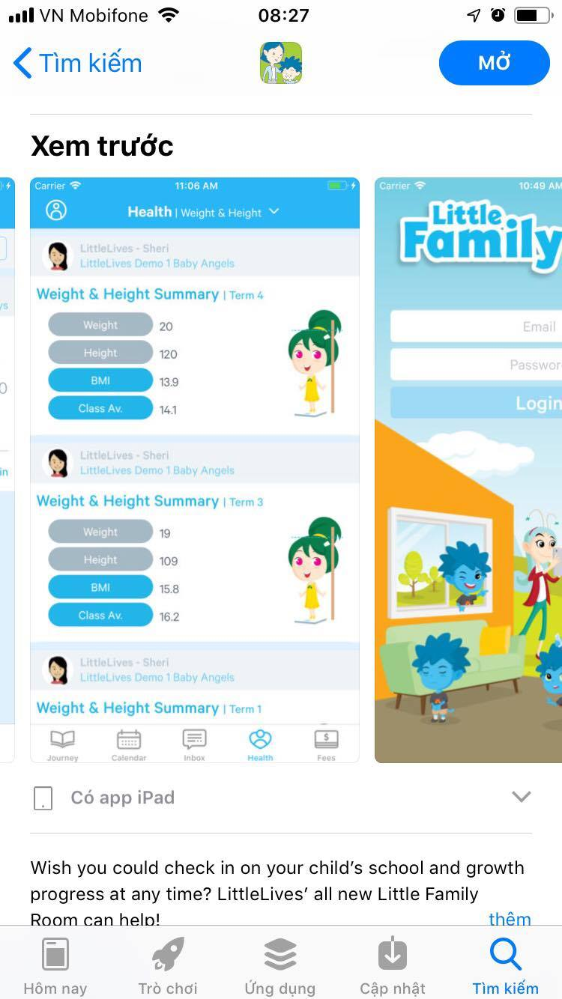 VN Mobifone
08:27
Tìm kiếm
MỞ
Xem trước
Carrier
11:06 AM
Health | Weight & Height
LittleLives - Sheri
LittleLives Demo 1 Baby Angels
Weight & Height Summary | Term 4
Weight 20
Height 120
BMI 13.9
Class Av. 14.1
LittleLives - Sheri
LittleLives Demo 1 Baby Angels
Weight & Height Summary | Term 3
Weight 19
Height 109
BMI 15.8
Class Av. 16.2
LittleLives - Sheri
LittleLives Demo 1 Baby Angels
Weight & Height Summary | Term 1
Journey Calendar Inbox Health Fees
Carrier
10:49 AM
Little
Family
Email
Passwor
Login
Có app iPad
Wish you could check in on your child's school and growth
progress at any time? LittleLives' all new Little Family
Room can help!
thêm
Hôm nay Trò chơi Ứng dụng Cập nhật Tìm kiếm